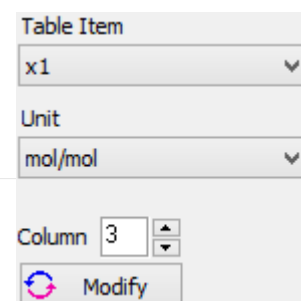 Table Item
x1
Unit
mol/mol
Column 3
Modify